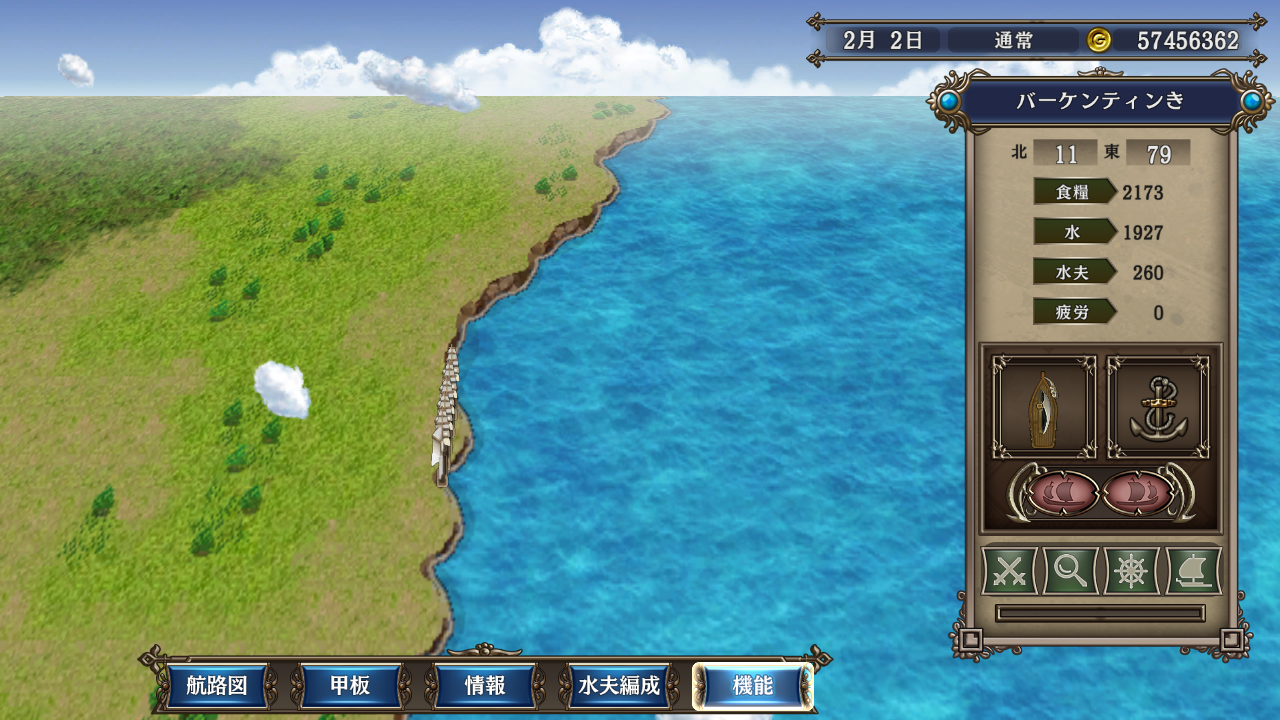 2月 2日 通常 G 57456362
バーケンティンき
北 11 東 79
食糧 2173
水 1927
水夫 260
疲労 0
航路図 甲板 情報 水夫編成 機能